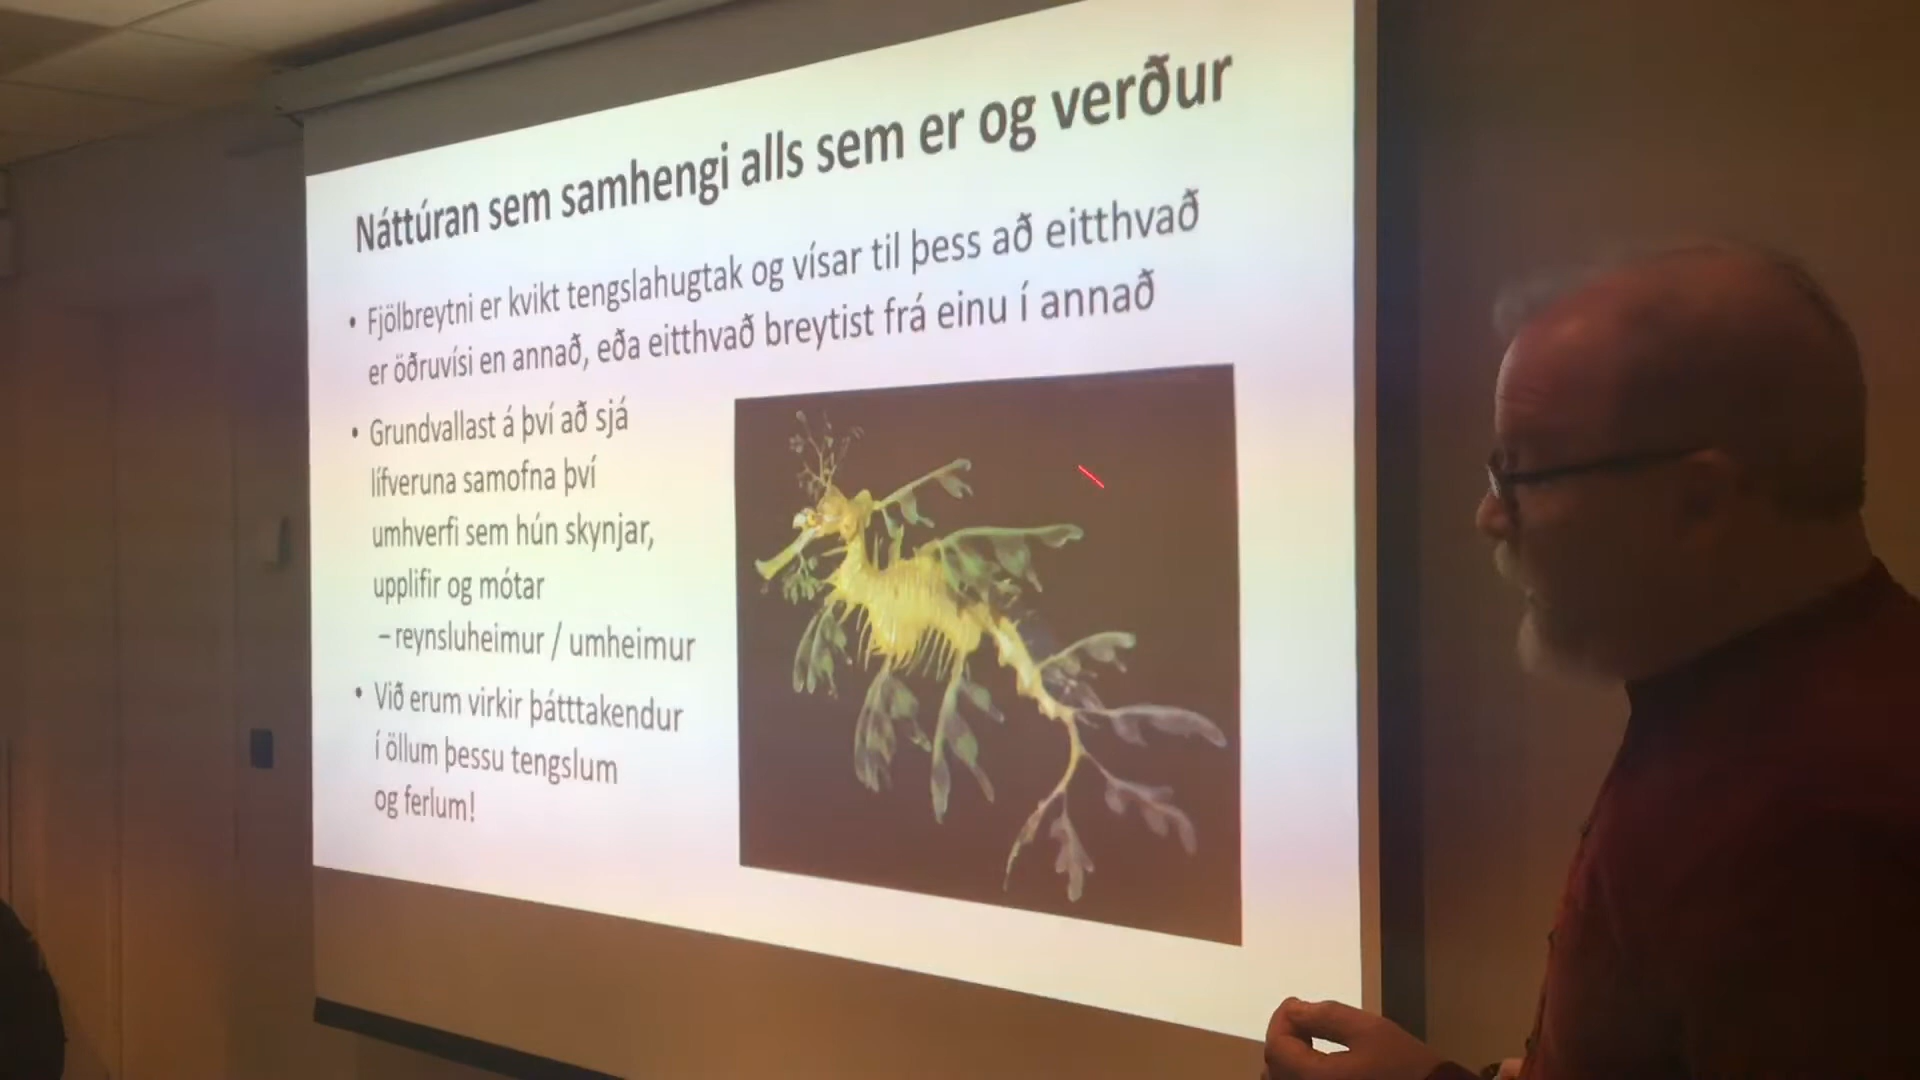 Náttúran sem samhengi alls sem er og verður
• Fjölbreytni er kvikt tengslahugtak og vísar til þess að eitthvað
er öðruvísi en annað, eða eitthvað breytist frá einu í annað
• Grundvallast á því að sjá
lífveruna samofna því
umhverfi sem hún skynjar,
upplifir og mótar
– reynsluheimur / umheimur
• Við erum virkir þátttakendur
í öllum þessu tengslum
og ferlum!